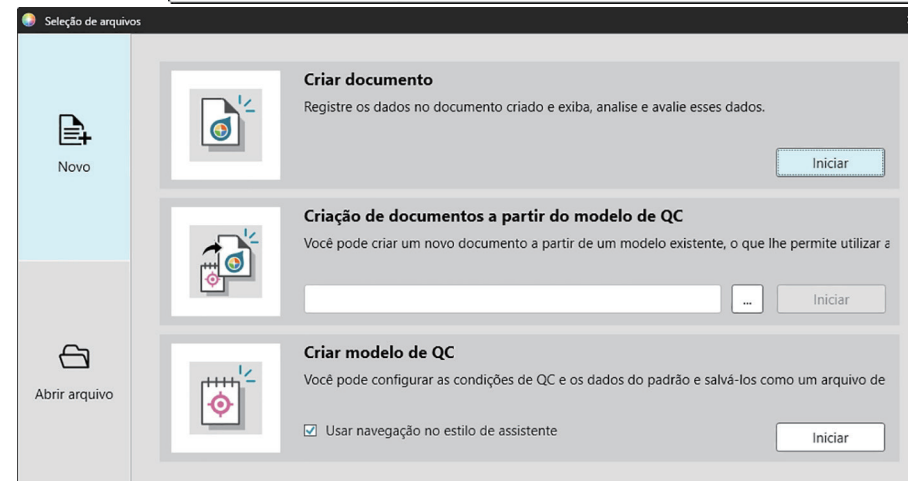 Seleção de arquivos
Novo
Abrir arquivo
Criar documento
Registre os dados no documento criado e exiba, analise e avalie esses dados.
Iniciar
Criação de documentos a partir do modelo de QC
Você pode criar um novo documento a partir de um modelo existente, o que lhe permite utilizar a
...
Iniciar
Criar modelo de QC
Você pode configurar as condições de QC e os dados do padrão e salvá-los como um arquivo de
Usar navegação no estilo de assistente
Iniciar